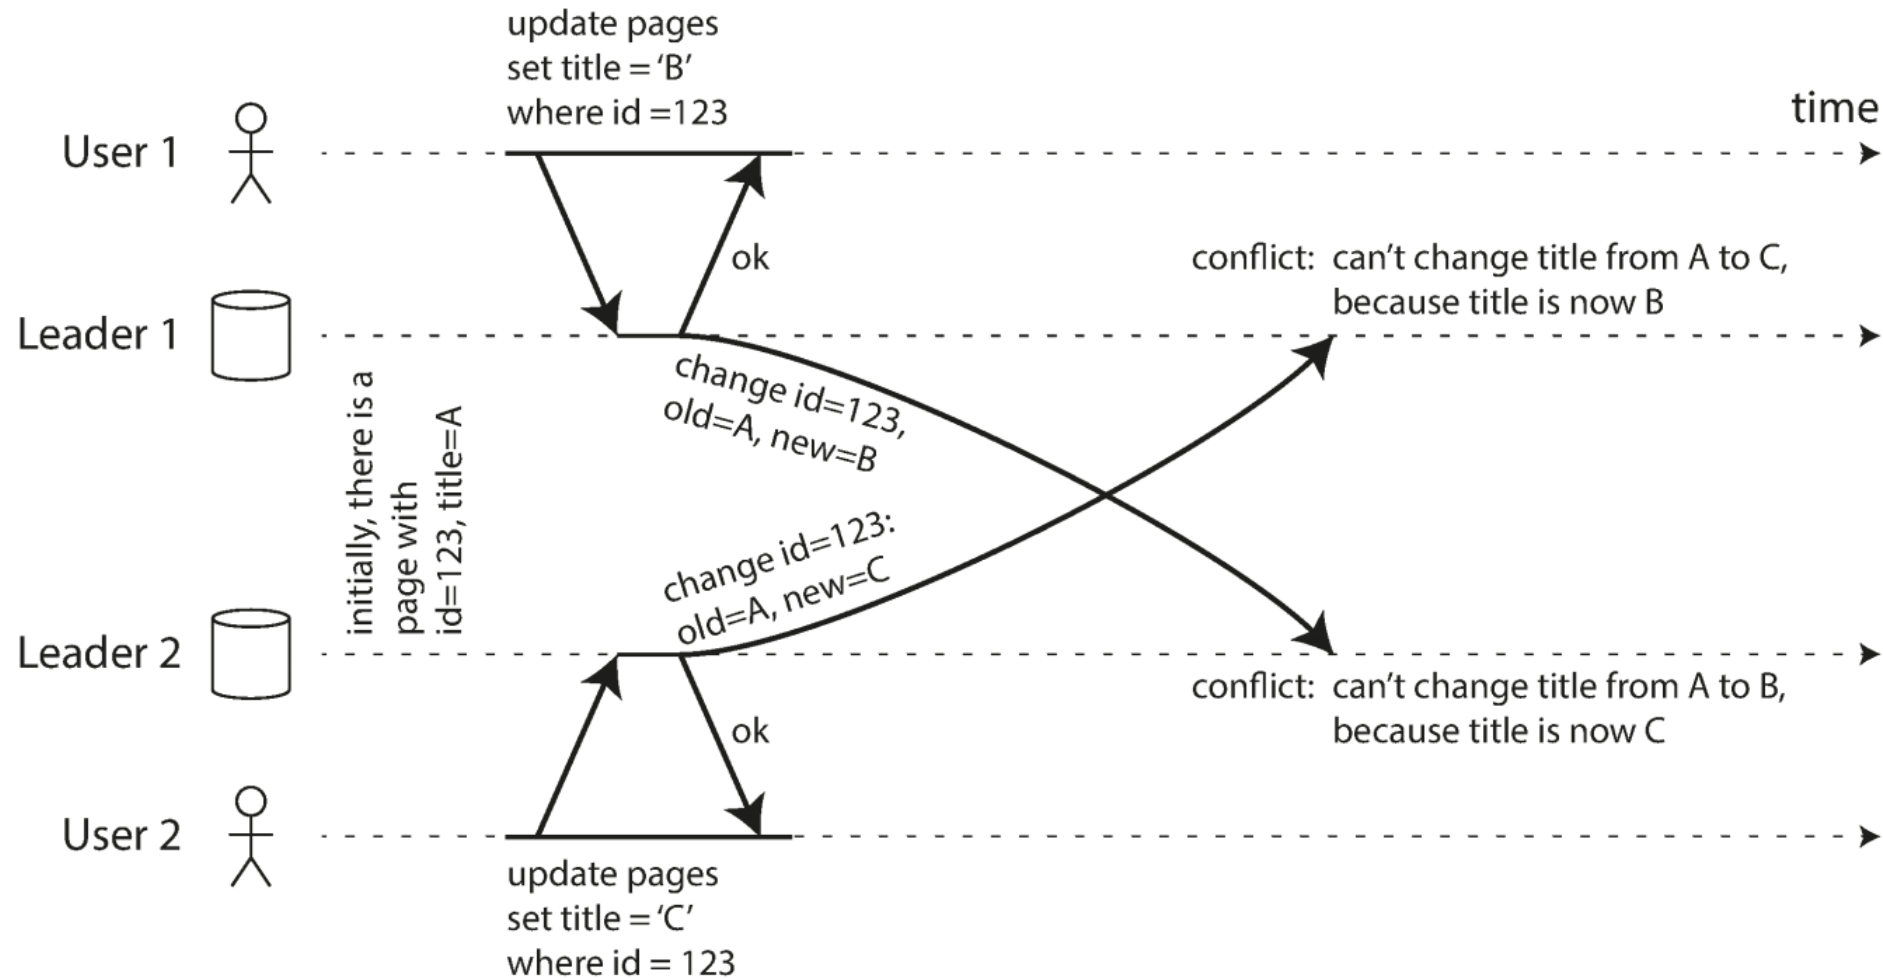 update pages
set title = ‘B’
where id =123
time
User 1
ok
conflict: can’t change title from A to C,
because title is now B
Leader 1
change id=123,
old=A, new=B
initially, there is a
page with
id=123, title=A
change id=123:
old=A, new=C
Leader 2
conflict: can’t change title from A to B,
because title is now C
ok
User 2
update pages
set title = ‘C’
where id = 123